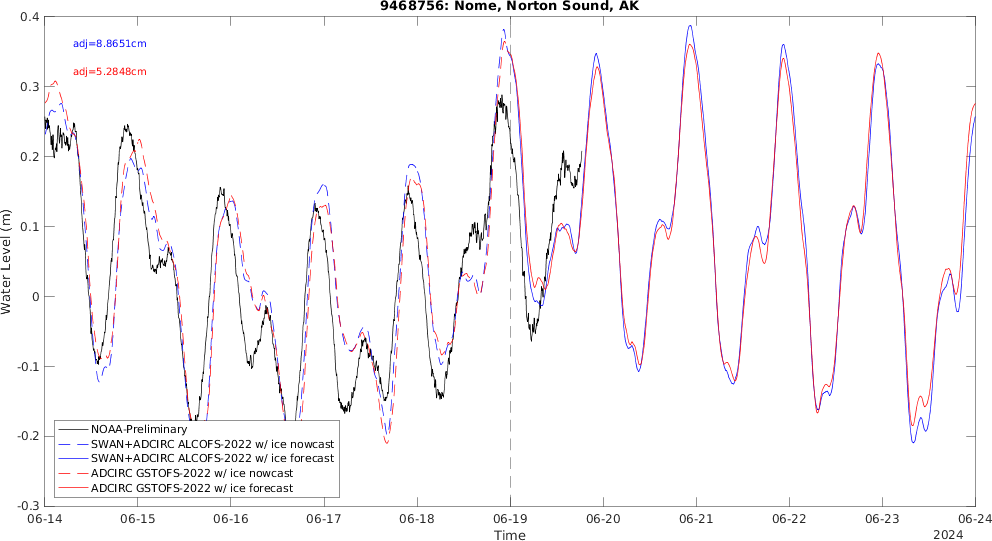 9468756: Nome, Norton Sound, AK
adj=8.8651cm
adj=5.2848cm
Water Level (m)
0.4
0.3
0.2
0.1
0
-0.1
-0.2
-0.3
NOAA-Preliminary
SWAN+ADCIRC ALCOFS-2022 w/ ice nowcast
SWAN+ADCIRC ALCOFS-2022 w/ ice forecast
ADCIRC GSTOFS-2022 w/ ice nowcast
ADCIRC GSTOFS-2022 w/ ice forecast
06-14 06-15 06-16 06-17 06-18 06-19 06-20 06-21 06-22 06-23 06-24
Time
2024